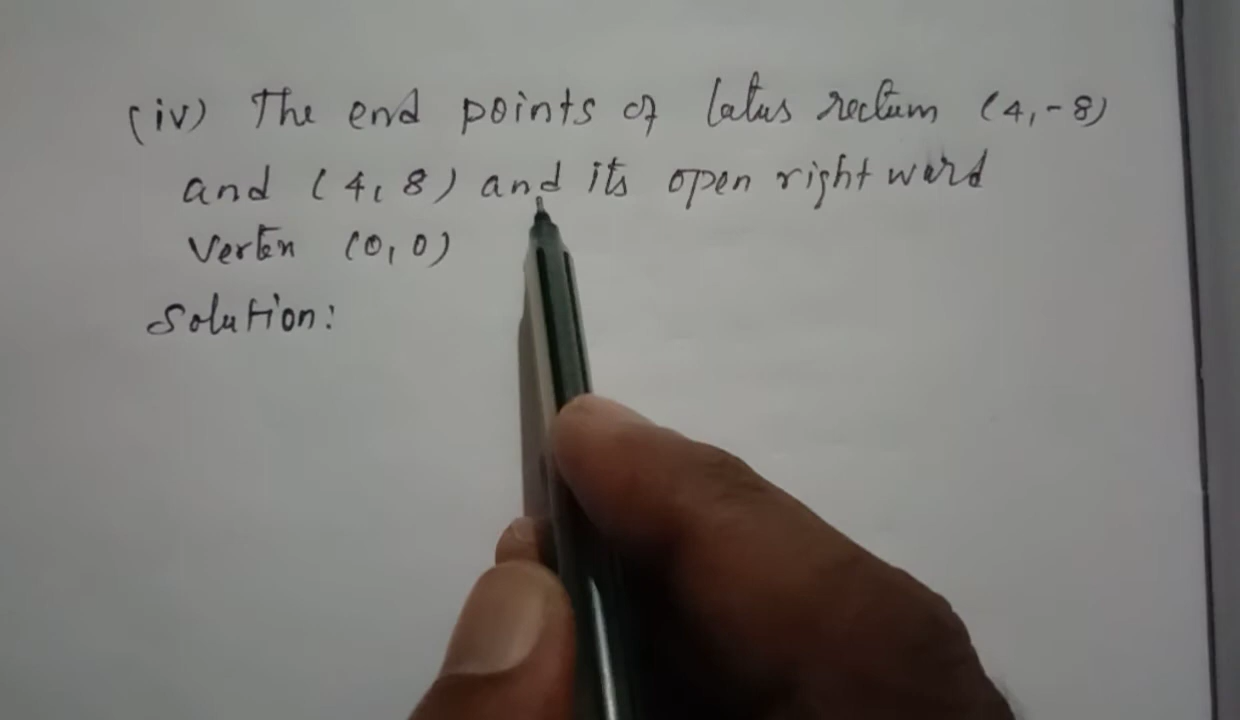 (iv) The end points of latus rectum (4,-8)
and (4,8) and its open right ward
Vertex (0,0)
Solution: